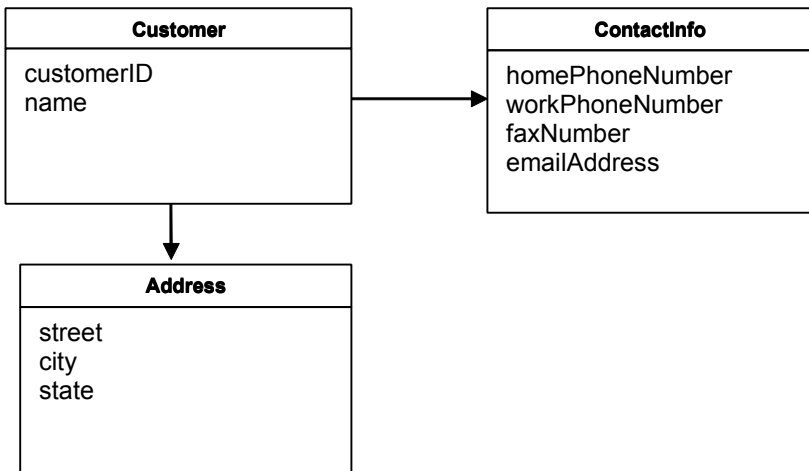 Customer
customerID
name
ContactInfo
homePhoneNumber
workPhoneNumber
faxNumber
emailAddress
Address
street
city
state